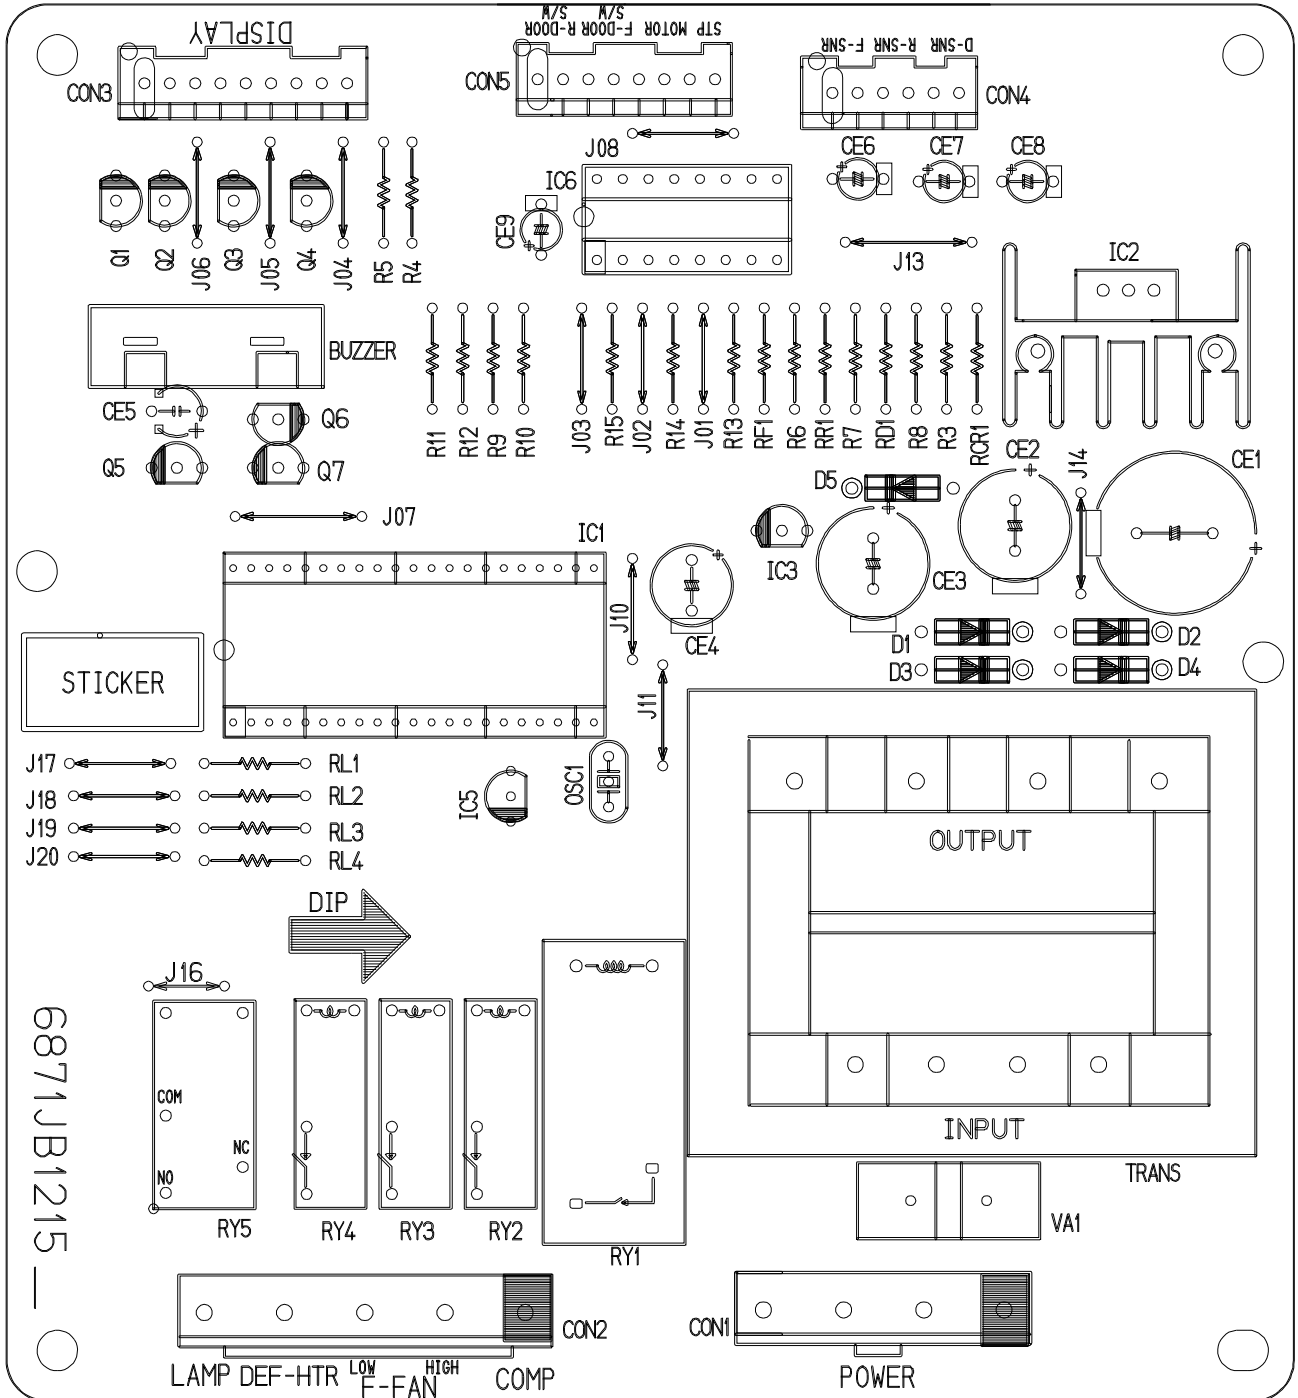 DISPLAY
S/W S/W
R-DOOR F-DOOR MOTOR STP
F-SNR R-SNR D-SNR
CON3
CON5
CON4
J08
CE6 CE7 CE8
IC6
CE9
Q1 Q2 J06 Q3 J05 Q4 J04 R5 R4
J13
IC2
BUZZER
CE5
Q6
Q5
Q7
R11 R12 R9 R10 J03 R15 J02 R14 J01 R13 RF1 R6 RR1 R7 RD1 R8 R3 RCR1
CE2
J14
CE1
D5
J07
IC1
IC3
CE3
J10
CE4
D1 D2
D3 D4
STICKER
J11
J17 RL1
J18 RL2
J19 RL3
J20 RL4
IC5
OSC1
OUTPUT
DIP
J16
6871JB1215__
COM
NC
NO
INPUT
TRANS
RY5 RY4 RY3 RY2
RY1
VA1
CON2
CON1
LAMP DEF-HTR LOW HIGH COMP
F-FAN
POWER